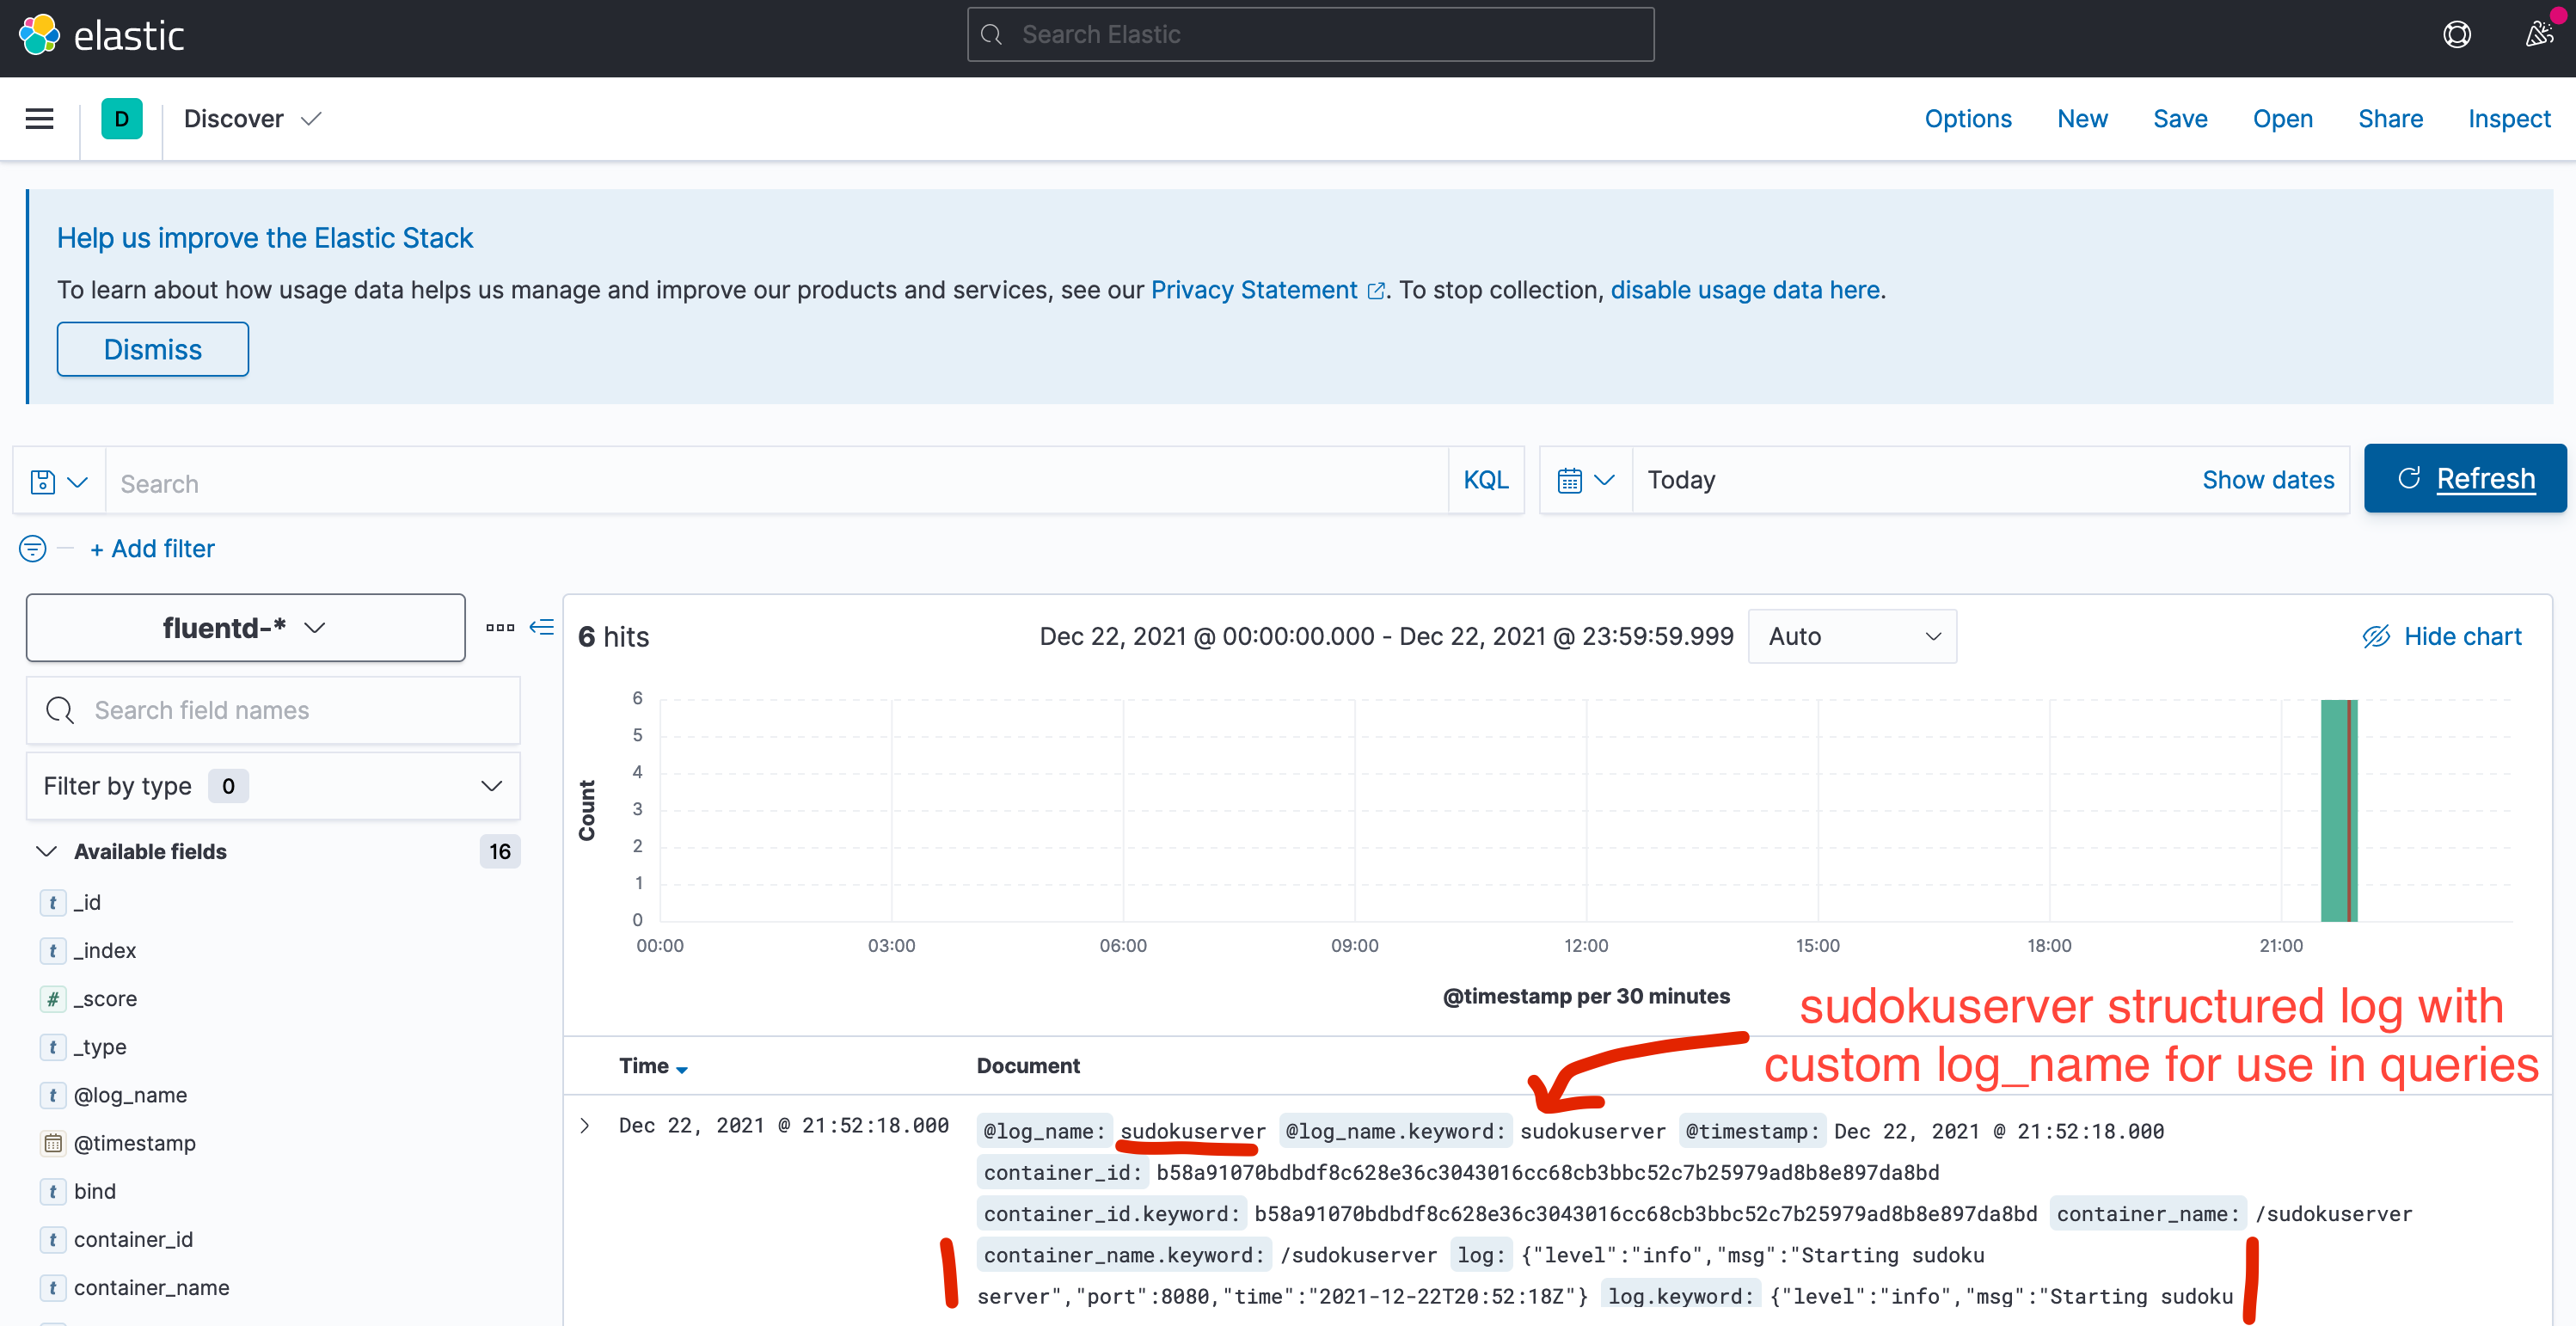 elastic
Search Elastic
D
Discover
Options
New
Save
Open
Share
Inspect
Help us improve the Elastic Stack
To learn about how usage data helps us manage and improve our products and services, see our Privacy Statement . To stop collection, disable usage data here.
Dismiss
Search
KQL
Today
Show dates
Refresh
+ Add filter
fluentd-*
6 hits
Dec 22, 2021 @ 00:00:00.000 - Dec 22, 2021 @ 23:59:59.999
Auto
Hide chart
Search field names
Filter by type 0
Available fields 16
t _id
t _index
# _score
t _type
t @log_name
@timestamp
t bind
t container_id
t container_name
Count
6
5
4
3
2
1
0
00:00 03:00 06:00 09:00 12:00 15:00 18:00 21:00
@timestamp per 30 minutes
sudokuserver structured log with
custom log_name for use in queries
Time
Document
Dec 22, 2021 @ 21:52:18.000
@log_name: sudokuserver @log_name.keyword: sudokuserver @timestamp: Dec 22, 2021 @ 21:52:18.000
container_id: b58a91070bdbdf8c628e36c3043016cc68cb3bbc52c7b25979ad8b8e897da8bd
container_id.keyword: b58a91070bdbdf8c628e36c3043016cc68cb3bbc52c7b25979ad8b8e897da8bd container_name: /sudokuserver
container_name.keyword: /sudokuserver log: {"level":"info","msg":"Starting sudoku
server","port":8080,"time":"2021-12-22T20:52:18Z"} log.keyword: {"level":"info","msg":"Starting sudoku